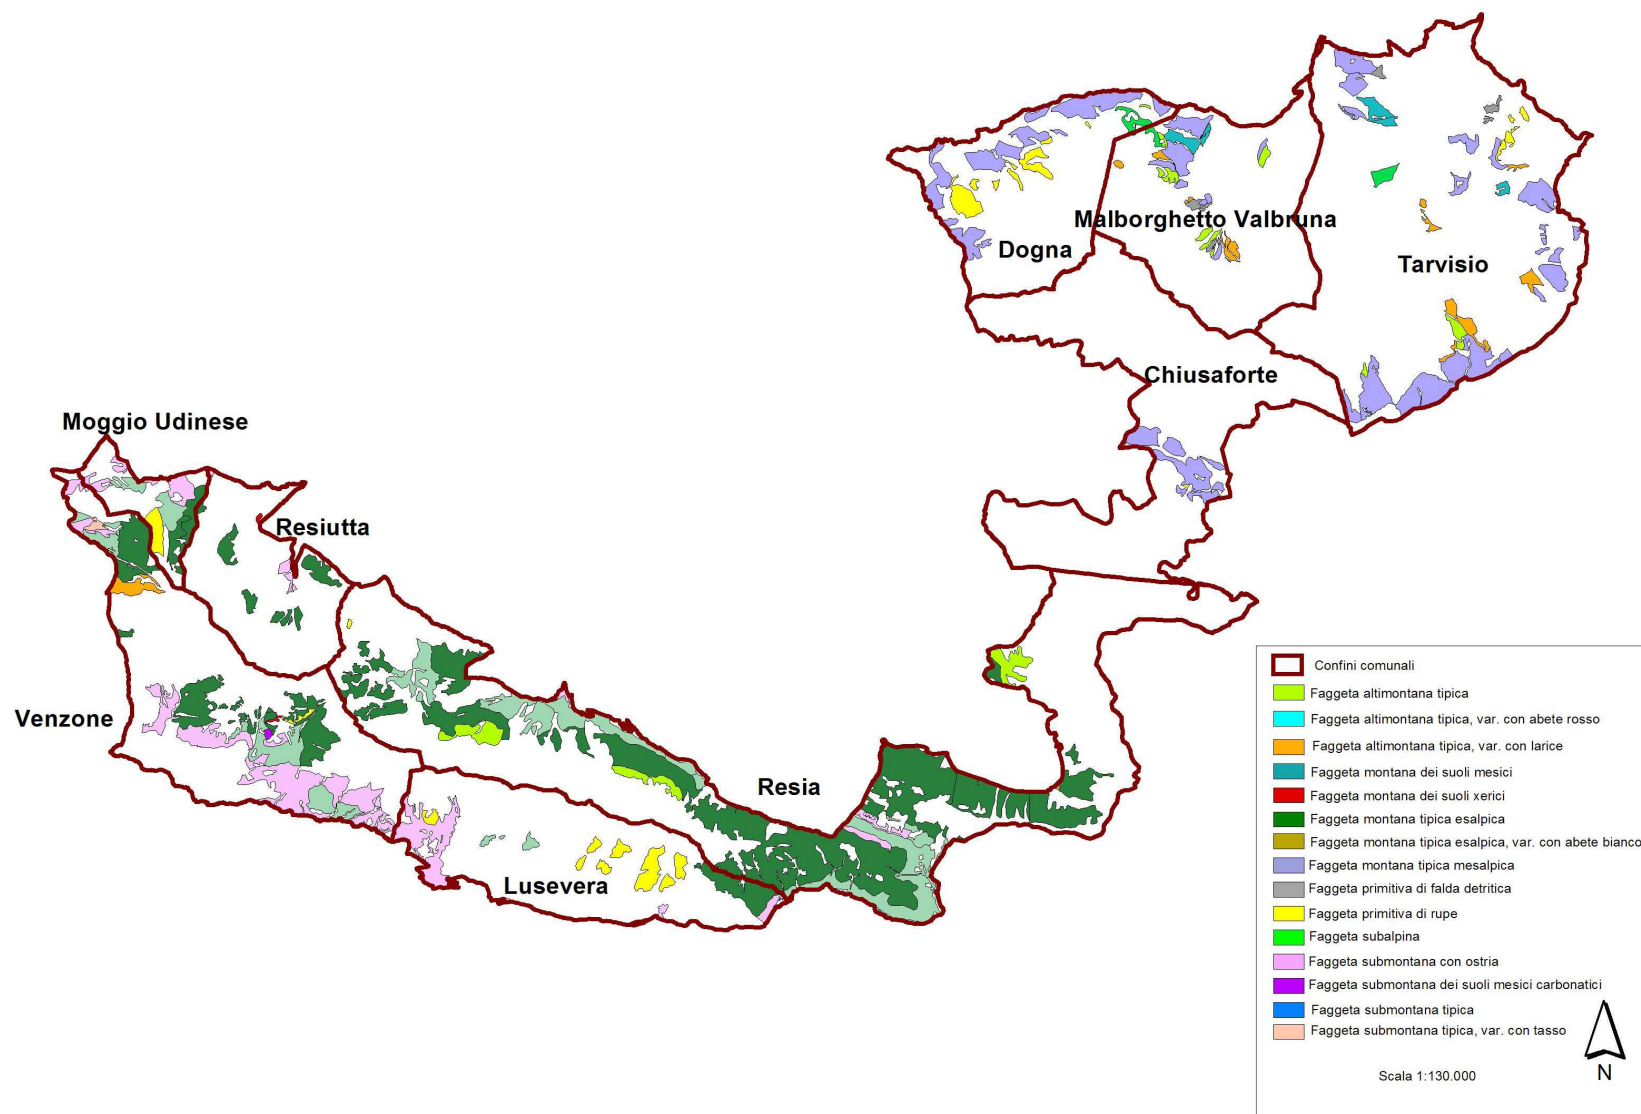 Malborghetto Valbruna
Dogna
Tarvisio
Chiusaforte
Moggio Udinese
Resiutta
Venzone
Resia
Lusevera
Confini comunali
Faggeta altimontana tipica
Faggeta altimontana tipica, var. con abete rosso
Faggeta altimontana tipica, var. con larice
Faggeta montana dei suoli mesici
Faggeta montana dei suoli xerici
Faggeta montana tipica esalpica
Faggeta montana tipica esalpica, var. con abete bianco
Faggeta montana tipica mesalpica
Faggeta primitiva di falda detritica
Faggeta primitiva di rupe
Faggeta subalpina
Faggeta submontana con ostria
Faggeta submontana dei suoli mesici carbonatici
Faggeta submontana tipica
Faggeta submontana tipica, var. con tasso
Scala 1:130.000
N